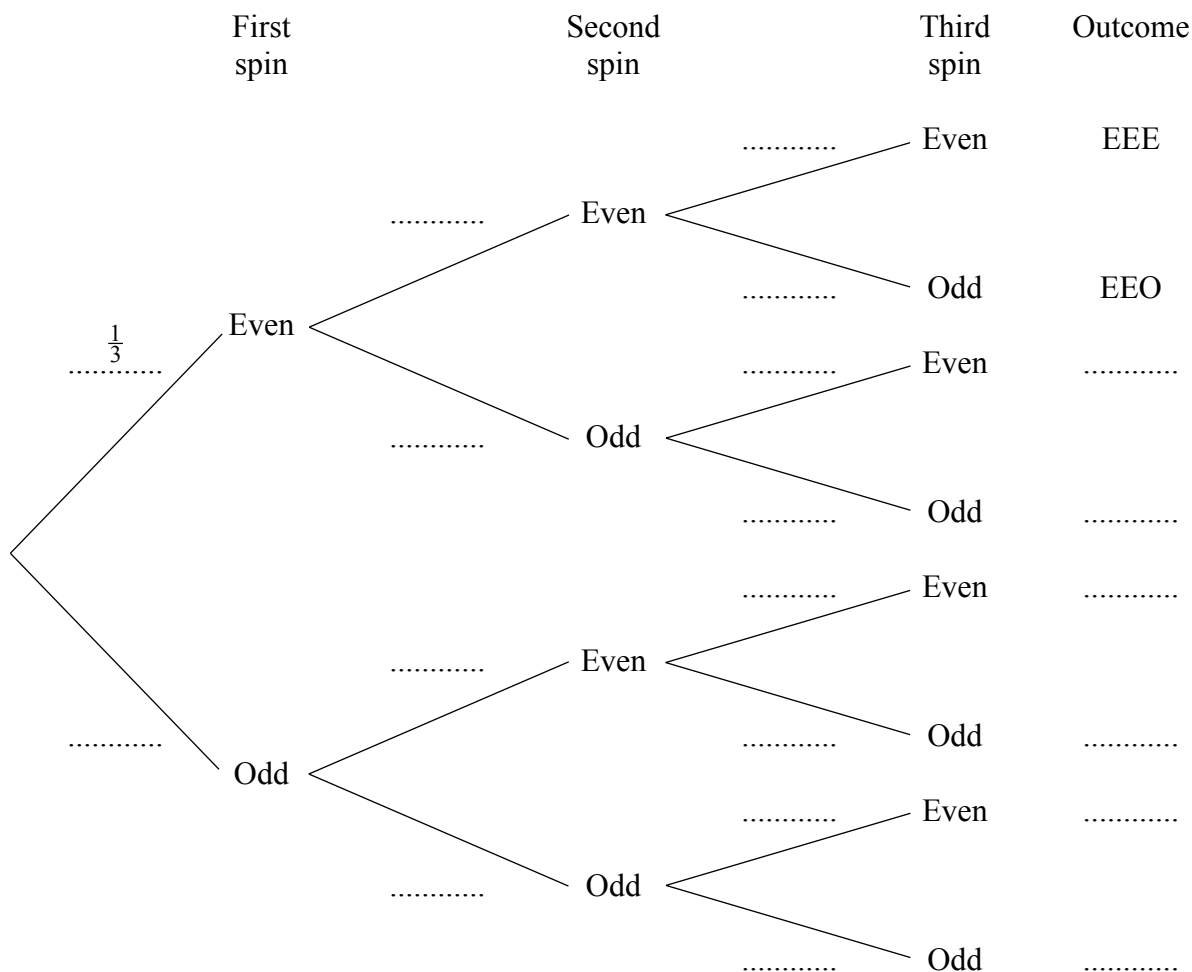 First Second Third Outcome
spin spin spin
............ Even EEE
............ Even
............ Odd EEO
1/3
............ Even
............ Even ............
............ Odd
............ Odd ............
............ Even ............
............ Even
............ Odd
............ Odd ............
............ Even ............
............ Odd
............ Odd ............